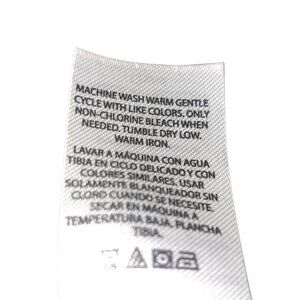 MACHINE WASH WARM GENTLE
CYCLE WITH LIKE COLORS. ONLY
NON-CHLORINE BLEACH WHEN
NEEDED. TUMBLE DRY LOW.
WARM IRON.
LAVAR A MÁQUINA CON AGUA
TIBIA EN CICLO DELICADO Y CON
COLORES SIMILARES. USAR
SOLAMENTE BLANQUEADOR SIN
CLORO CUANDO SE NECESITE.
SECAR EN MÁQUINA A
TEMPERATURA BAJA. PLANCHA
TIBIA.